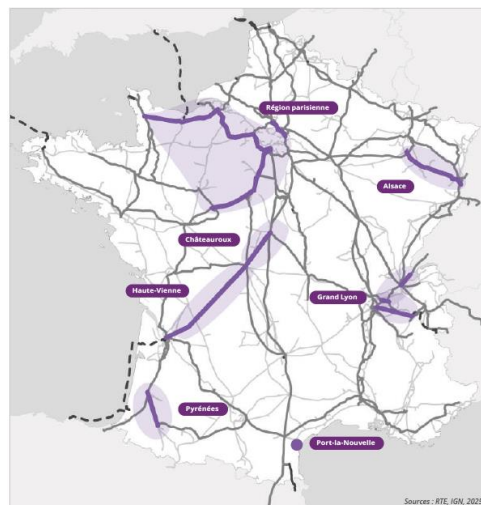 Région parisienne
Alsace
Châteauroux
Haute-Vienne
Grand Lyon
Pyrénées
Port-la-Nouvelle
Sources : RTE, IGN, 2025